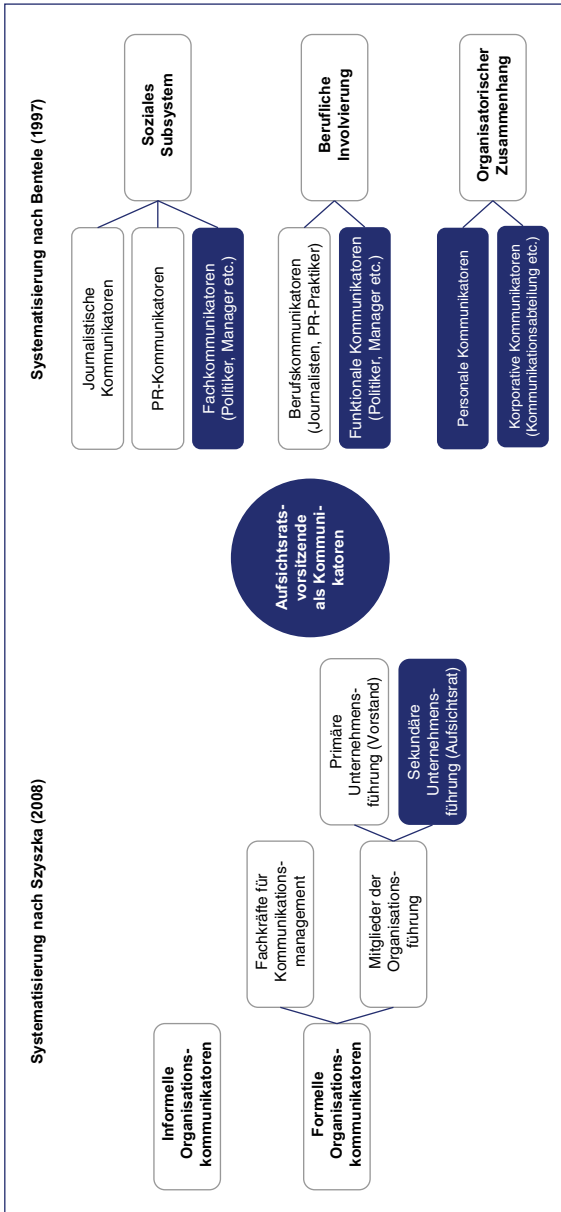 Systematisierung nach Szyszka (2008)
Informelle
Organisations-
kommunikatoren
Formelle
Organisations-
kommunikatoren
Fachkräfte für
Kommunikations-
management
Mitglieder der
Organisations-
führung
Primäre
Unternehmens-
führung (Vorstand)
Sekundäre
Unternehmens-
führung (Aufsichtsrat)
Aufsichtsrats-
vorsitzende
als Kommuni-
katoren
Systematisierung nach Bentele (1997)
Journalistische
Kommunikatoren
PR-Kommunikatoren
Fachkommunikatoren
(Politiker, Manager etc.)
Soziales
Subsystem
Berufskommunikatoren
(Journalisten, PR-Praktiker)
Funktionale Kommunikatoren
(Politiker, Manager etc.)
Berufliche
Involvierung
Personale Kommunikatoren
Korporative Kommunikatoren
(Kommunikationsabteilung etc.)
Organisatorischer
Zusammenhang